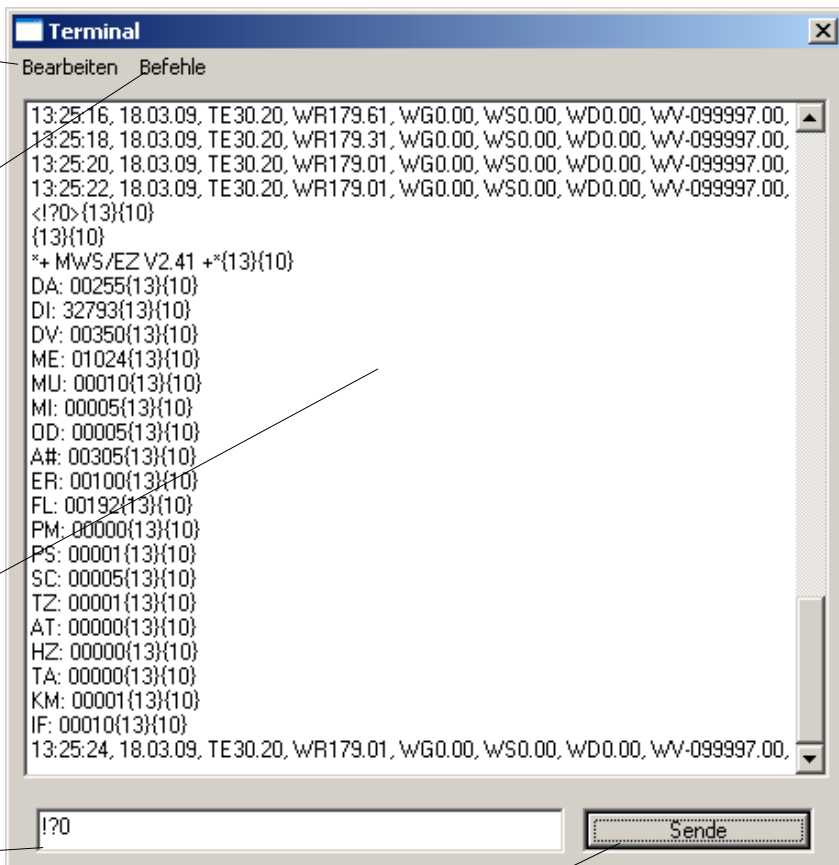 Terminal
Bearbeiten Befehle
13:25:16, 18.03.09, TE30.20, WR179.61, WG0.00, WS0.00, WD0.00, WV-099997.00,
13:25:18, 18.03.09, TE30.20, WR179.31, WG0.00, WS0.00, WD0.00, WV-099997.00,
13:25:20, 18.03.09, TE30.20, WR179.01, WG0.00, WS0.00, WD0.00, WV-099997.00,
13:25:22, 18.03.09, TE30.20, WR179.01, WG0.00, WS0.00, WD0.00, WV-099997.00,
<!?0>{13}{10}
{13}{10}
*+ MWS/EZ V2.41 +*{13}{10}
DA: 00255{13}{10}
DI: 32793{13}{10}
DV: 00350{13}{10}
ME: 01024{13}{10}
MU: 00010{13}{10}
MI: 00005{13}{10}
OD: 00005{13}{10}
A#: 00305{13}{10}
ER: 00100{13}{10}
FL: 00192{13}{10}
PM: 00000{13}{10}
PS: 00001{13}{10}
SC: 00005{13}{10}
TZ: 00001{13}{10}
AT: 00000{13}{10}
HZ: 00000{13}{10}
TA: 00000{13}{10}
KM: 00001{13}{10}
IF: 00010{13}{10}
13:25:24, 18.03.09, TE30.20, WR179.01, WG0.00, WS0.00, WD0.00, WV-099997.00,
!?0
Sende